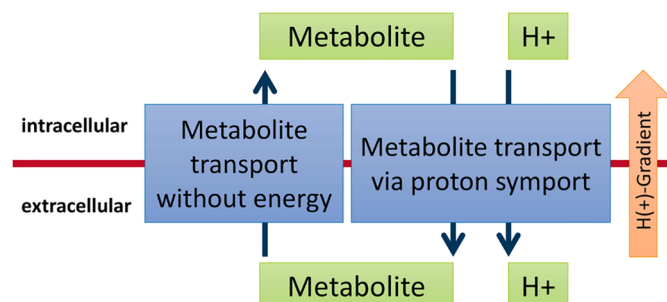 Metabolite
H+
intracellular
Metabolite
transport
without energy
Metabolite transport
via proton symport
H(+)-Gradient
extracellular
Metabolite
H+